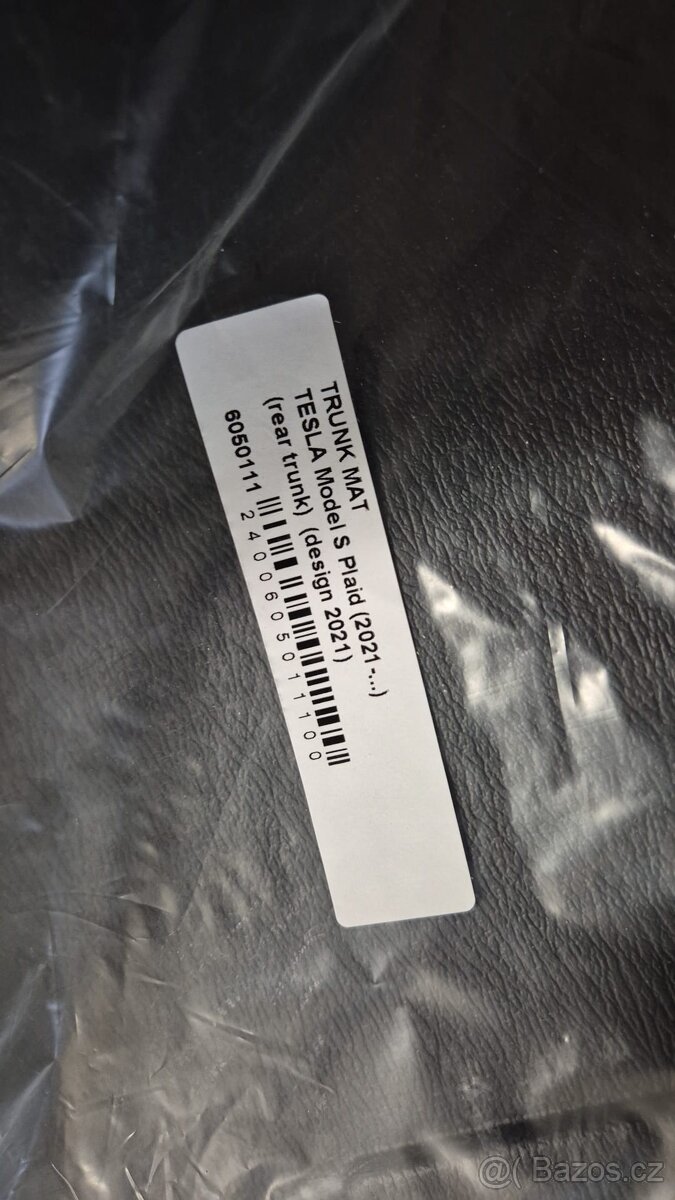 TRUNK MAT
TESLA Model S Plaid (2021-...)
(rear trunk) (design 2021)
6050111
2400605011100
@( Bazos.cz